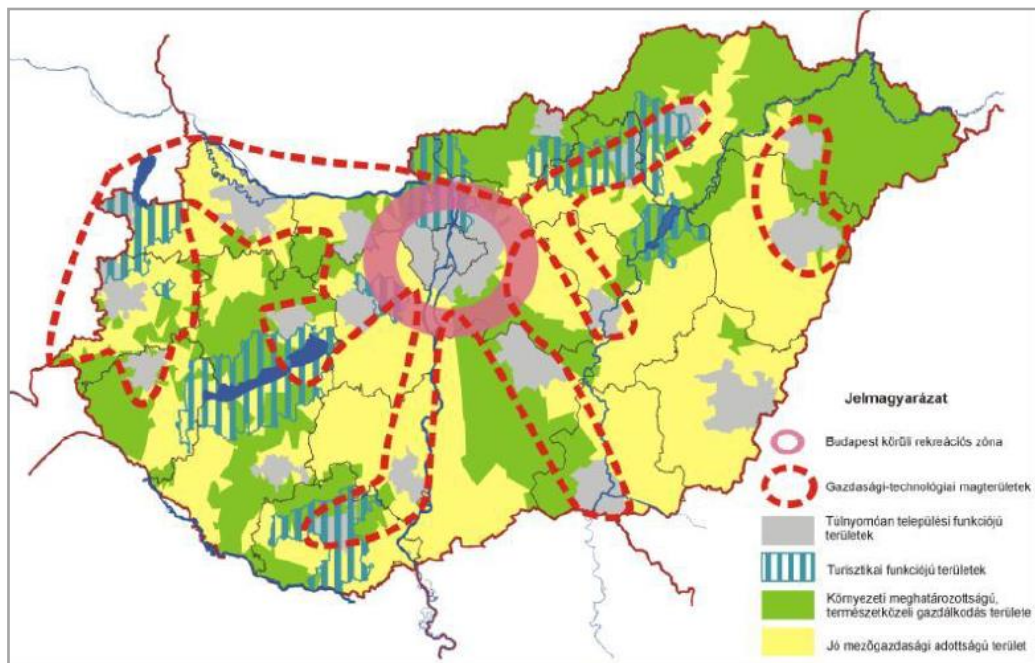 Jelmagyarázat
Budapest körüli rekreációs zóna
Gazdasági-technológiai magterületek
Túlnyomóan települési funkciójú
területek
Turisztikai funkciójú területek
Környezeti meghatározottságú,
természetközeli gazdálkodás területe
Jó mezõgazdasági adottságú terület